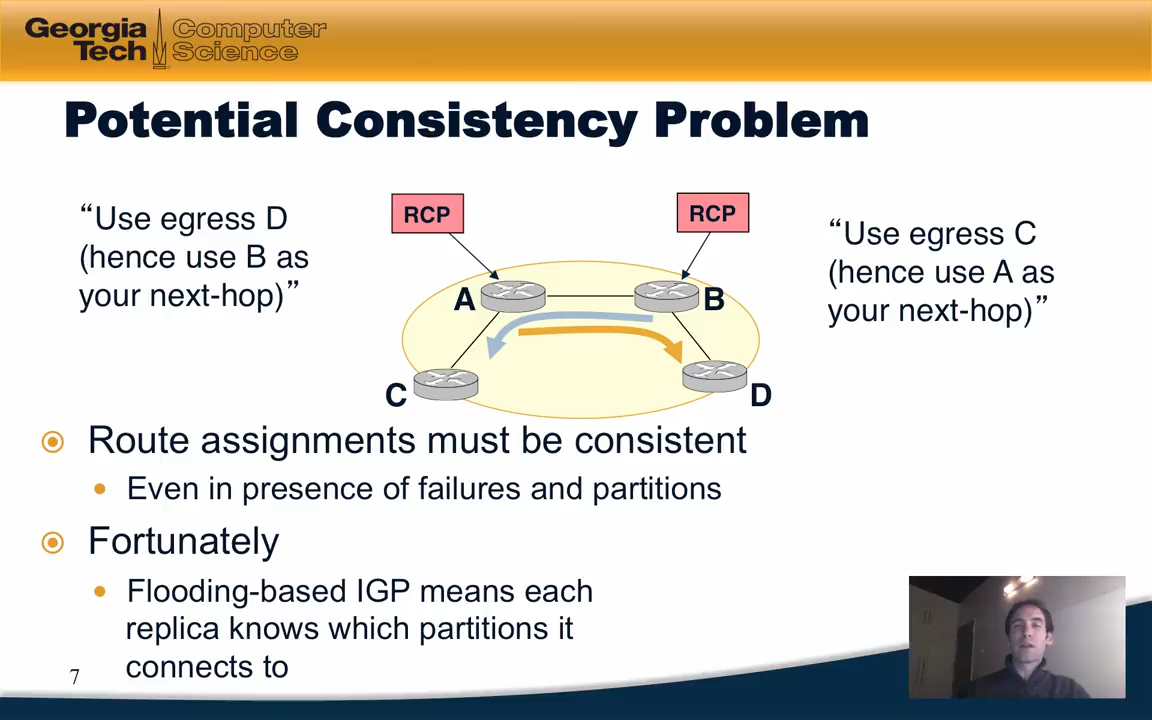 Georgia Tech
Computer Science
Potential Consistency Problem
“Use egress D
(hence use B as
your next-hop)”
RCP
RCP
“Use egress C
(hence use A as
your next-hop)”
A
B
C
D
Route assignments must be consistent
Even in presence of failures and partitions
Fortunately
Flooding-based IGP means each
replica knows which partitions it
connects to
7